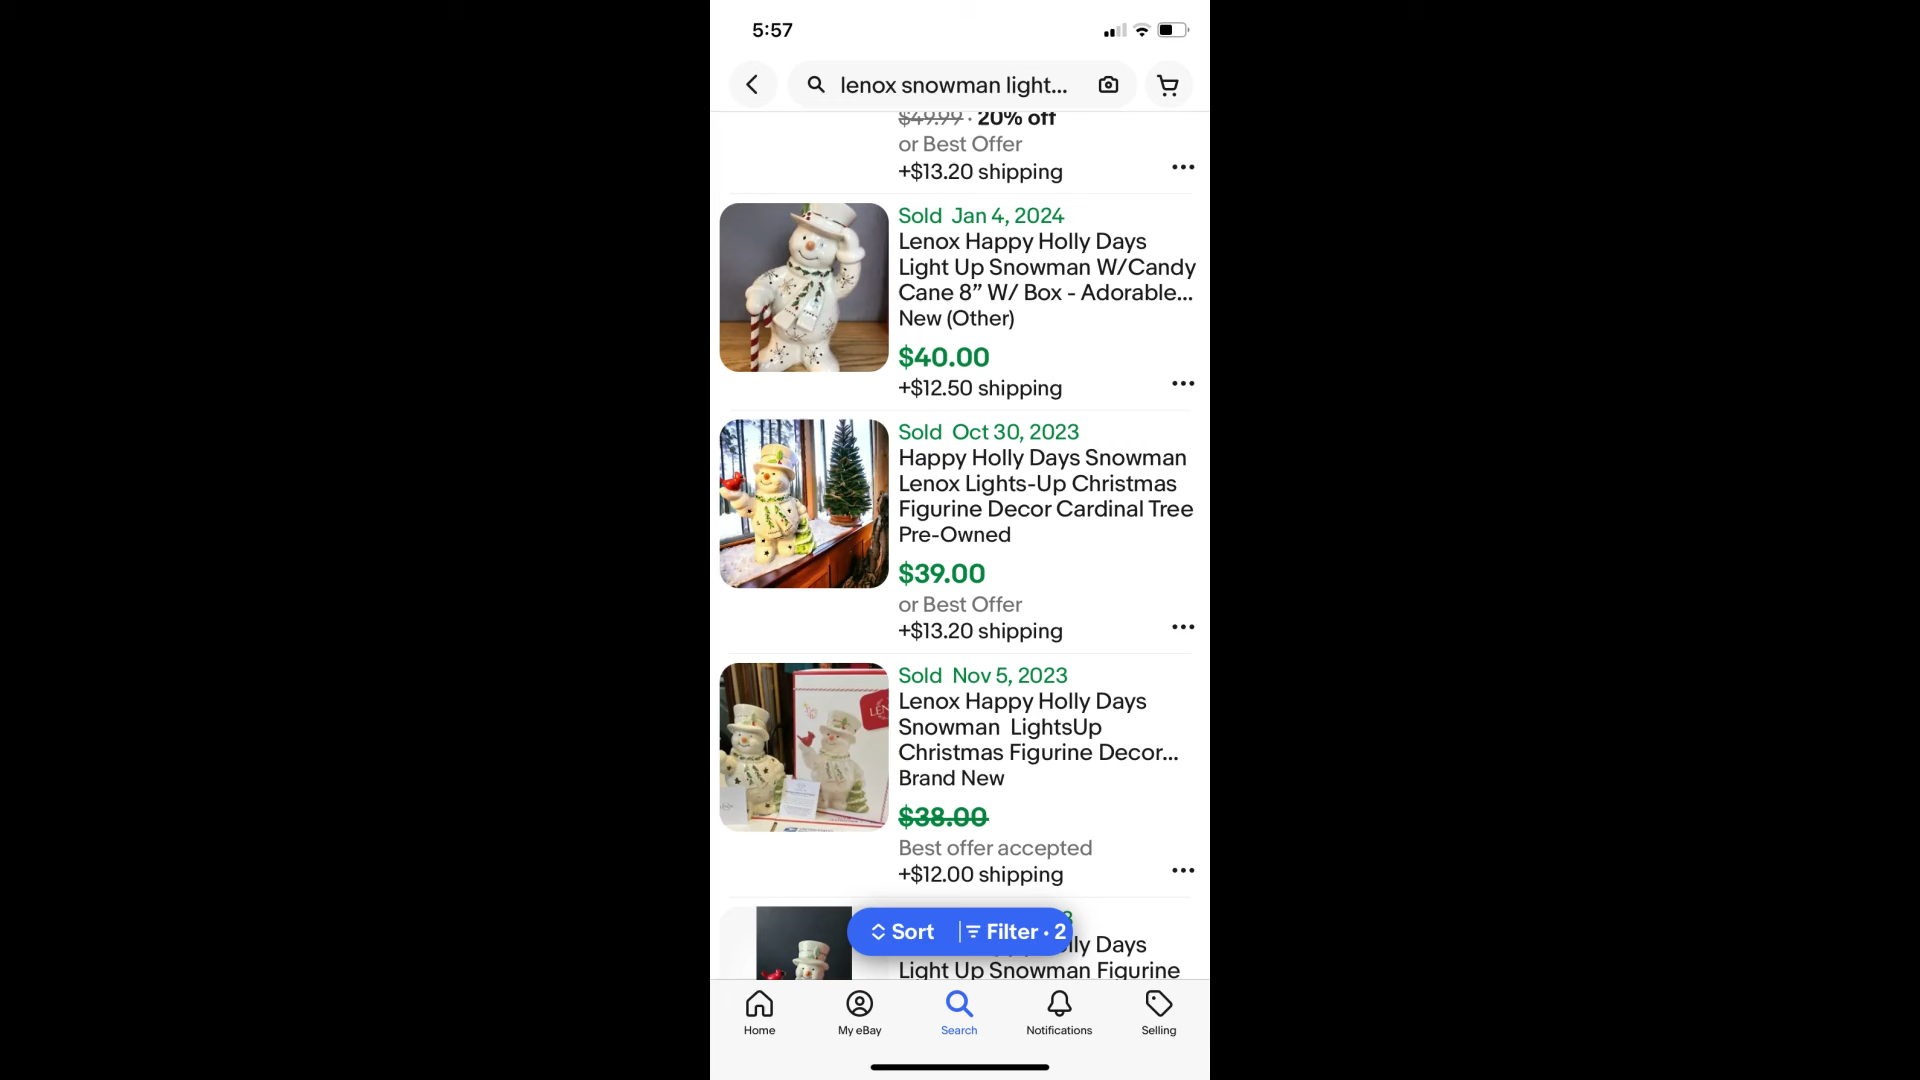 5:57
lenox snowman light...
$49.99 · 20% off
or Best Offer
+$13.20 shipping
Sold Jan 4, 2024
Lenox Happy Holly Days
Light Up Snowman W/Candy
Cane 8” W/ Box - Adorable...
New (Other)
$40.00
+$12.50 shipping
Sold Oct 30, 2023
Happy Holly Days Snowman
Lenox Lights-Up Christmas
Figurine Decor Cardinal Tree
Pre-Owned
$39.00
or Best Offer
+$13.20 shipping
Sold Nov 5, 2023
Lenox Happy Holly Days
Snowman LightsUp
Christmas Figurine Decor...
Brand New
$38.00
Best offer accepted
+$12.00 shipping
Sort
Filter · 2
Days
Light Up Snowman Figurine
Home
My eBay
Search
Notifications
Selling